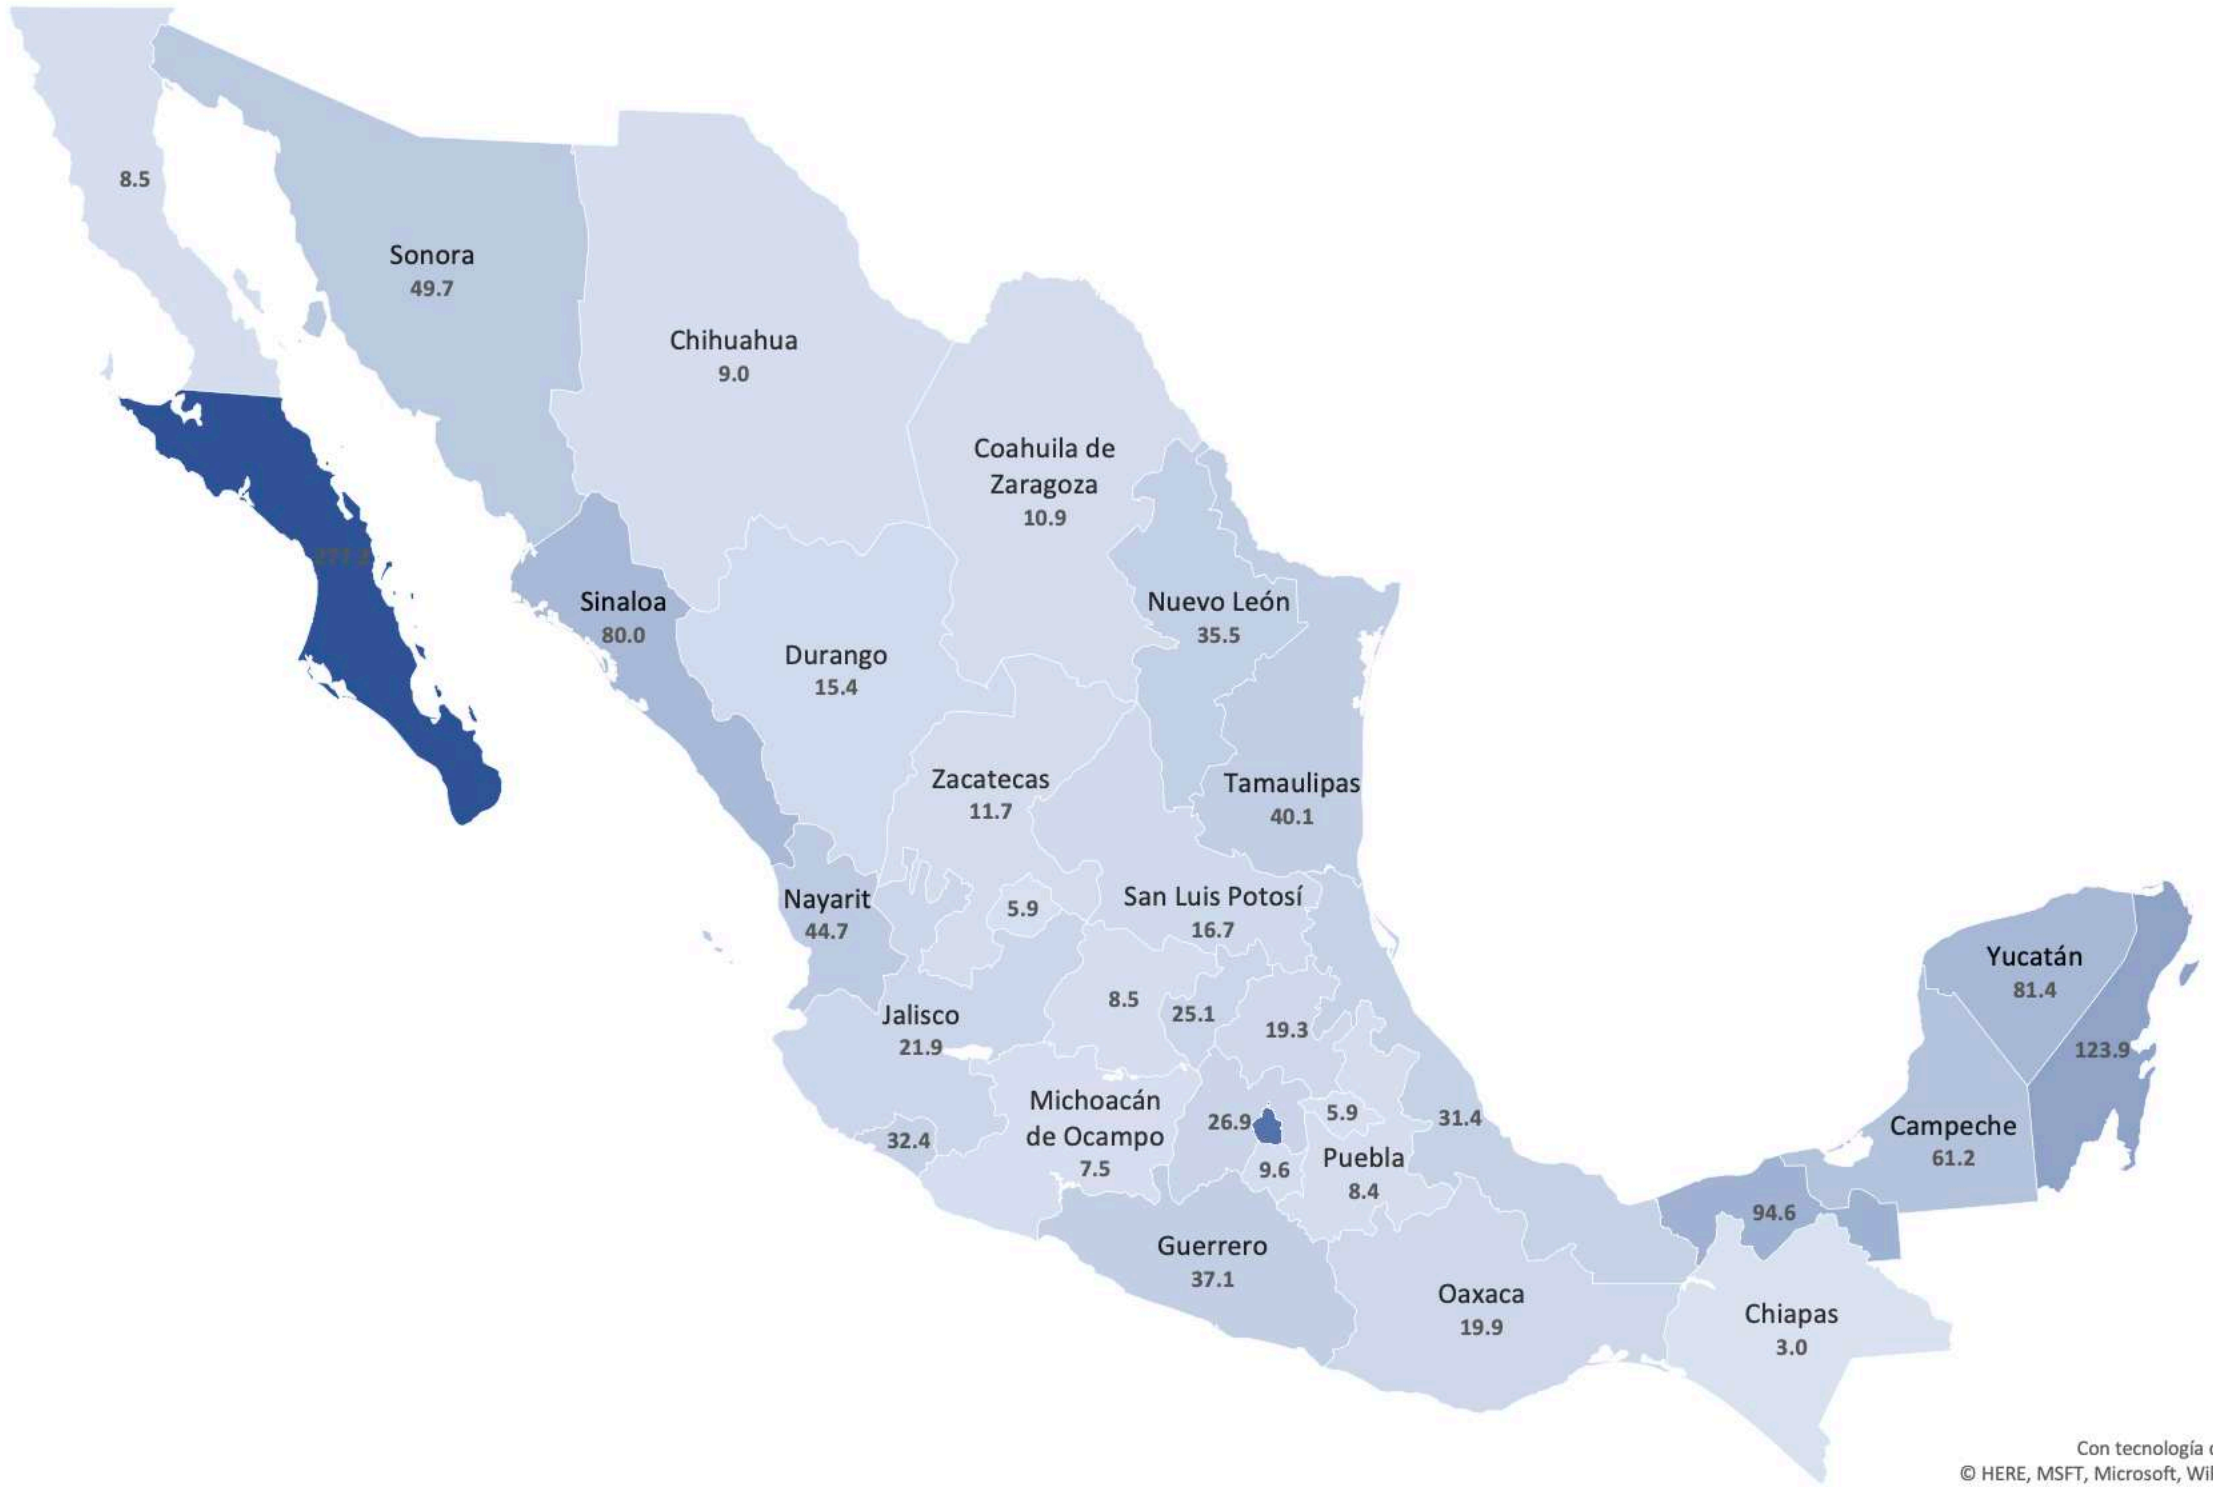 8.5
Sonora
49.7
Chihuahua
9.0
Coahuila de
Zaragoza
10.9
Sinaloa
80.0
Nuevo León
35.5
Durango
15.4
Zacatecas
11.7
Tamaulipas
40.1
Nayarit
44.7
5.9
San Luis Potosí
16.7
Yucatán
81.4
8.5
25.1
19.3
Jalisco
21.9
123.9
Michoacán
de Ocampo
7.5
26.9
5.9
31.4
32.4
Campeche
61.2
9.6
Puebla
8.4
94.6
Guerrero
37.1
Oaxaca
19.9
Chiapas
3.0
Con tecnología
© HERE, MSFT, Microsoft,